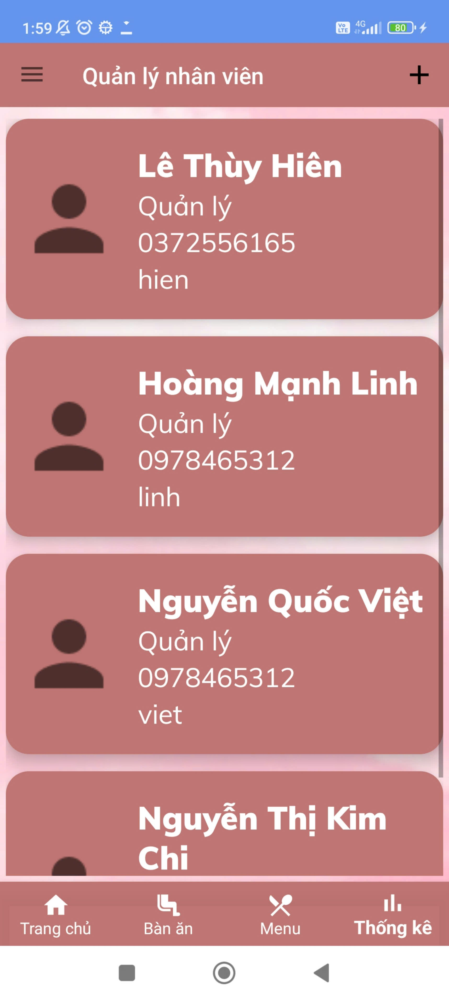 1:59
Vo LTE 4G 80
Quản lý nhân viên
Lê Thùy Hiên
Quản lý
0372556165
hien
Hoàng Mạnh Linh
Quản lý
0978465312
linh
Nguyễn Quốc Việt
Quản lý
0978465312
viet
Nguyễn Thị Kim
Chi
Trang chủ Bàn ăn Menu Thống kê